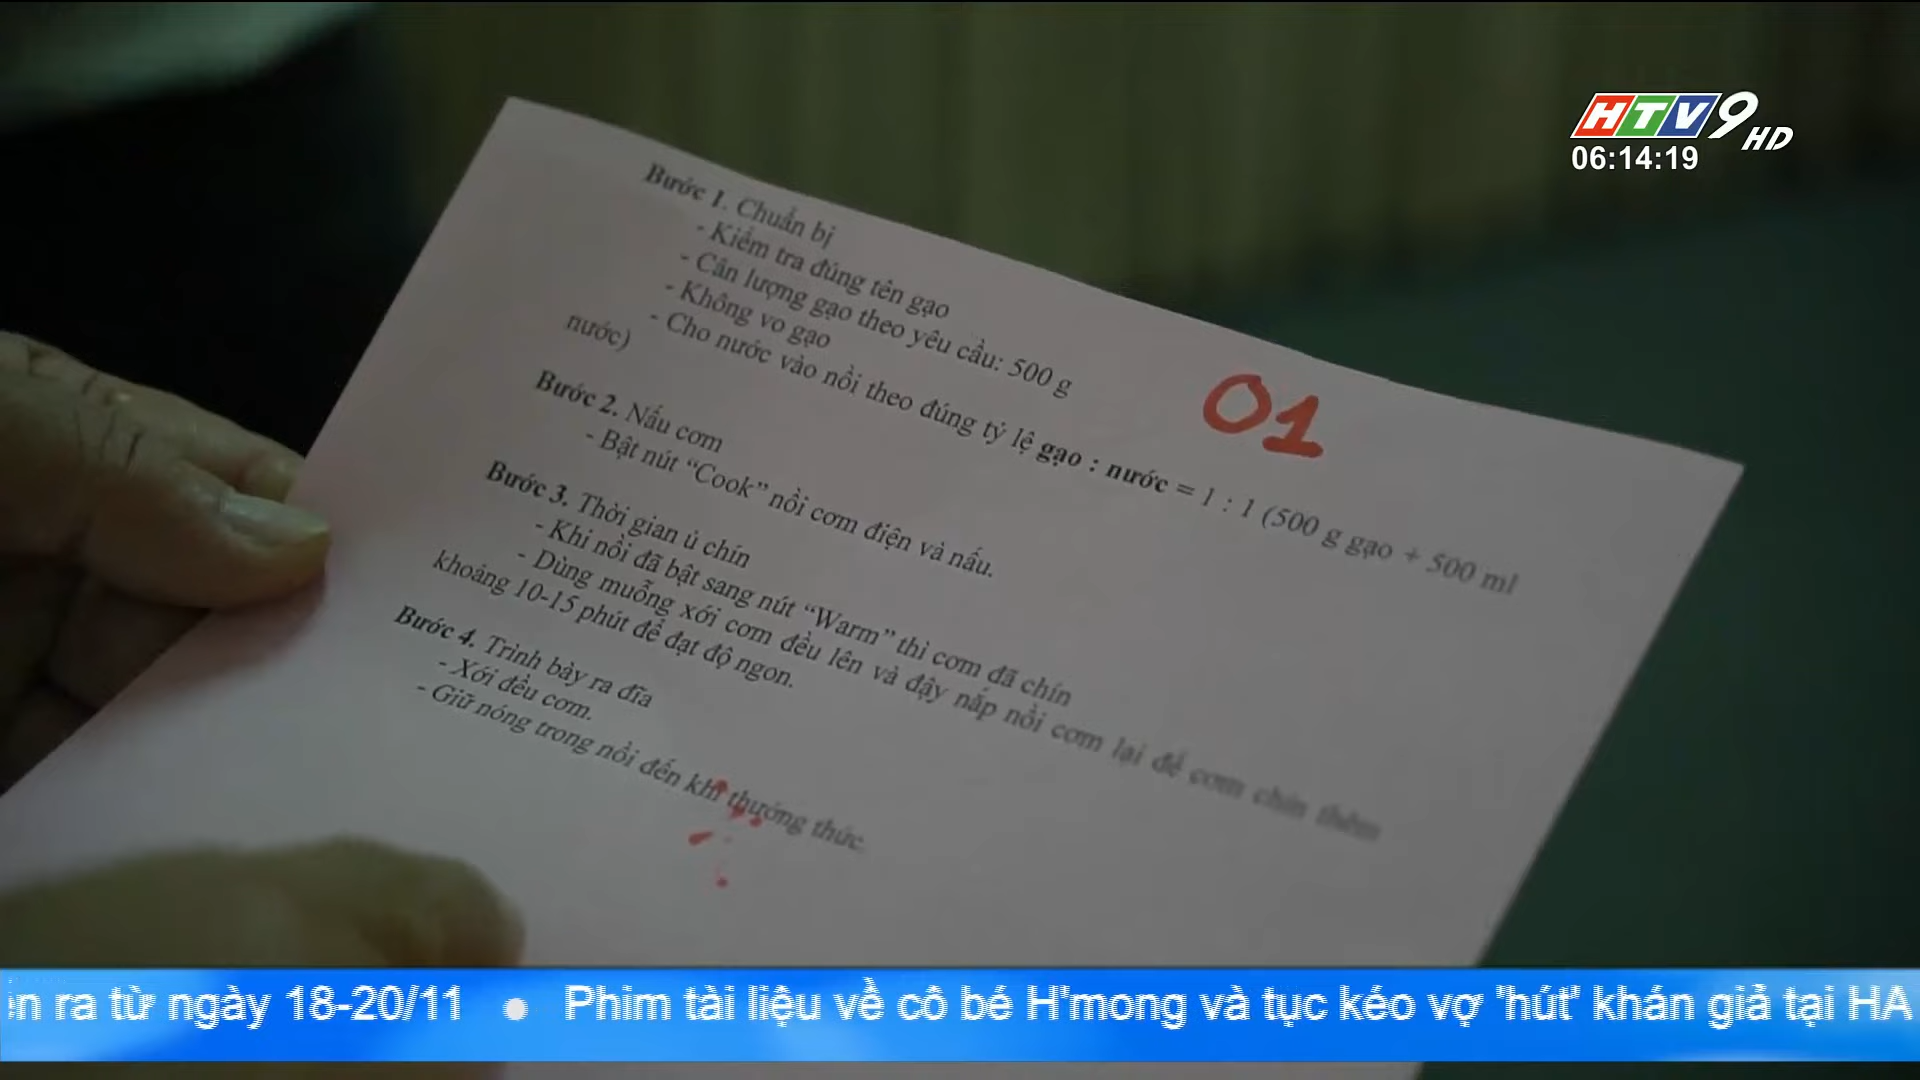 HTV9 HD
06:14:19
01
Bước 1. Chuẩn bị
- Kiểm tra đúng tên gạo
- Cân lượng gạo theo yêu cầu: 500 g
- Không vo gạo
- Cho nước vào nồi theo đúng tỷ lệ gạo : nước = 1 : 1 (500 g gạo + 500 ml
nước)
Bước 2. Nấu cơm
- Bật nút “Cook” nồi cơm điện và nấu.
Bước 3. Thời gian ủ chín
- Khi nồi đã bật sang nút “Warm” thì cơm đã chín
- Dùng muỗng xới cơm đều lên và đậy nắp nồi cơm lại để cơm chín thêm
khoảng 10-15 phút để đạt độ ngon.
Bước 4. Trình bày ra đĩa
- Xới đều cơm.
- Giữ nóng trong nồi đến khi thưởng thức.
ra từ ngày 18-20/11 • Phim tài liệu về cô bé H'mong và tục kéo vợ 'hút' khán giả tại HA